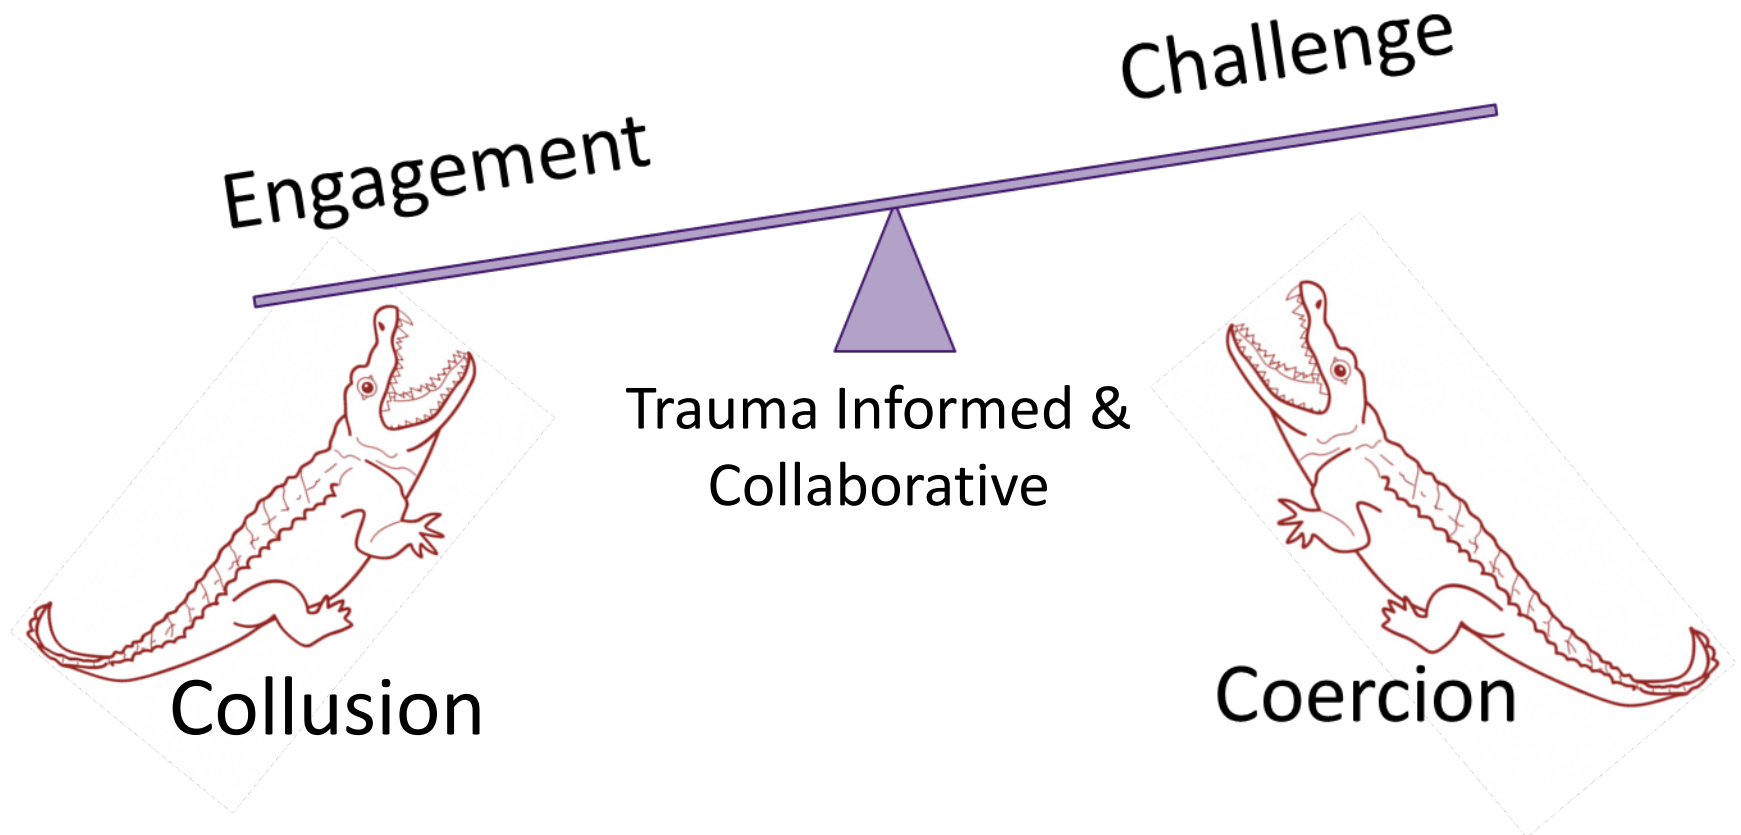 Engagement
Challenge
Trauma Informed &
Collaborative
Collusion
Coercion